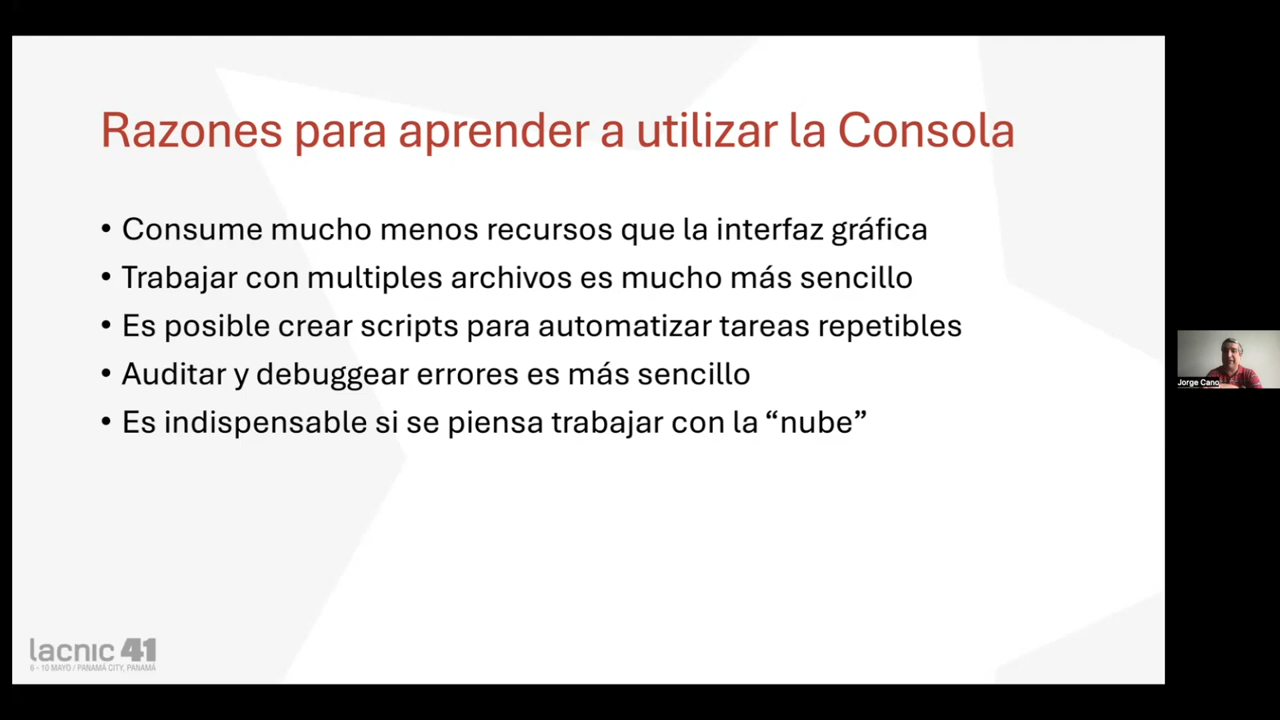 Razones para aprender a utilizar la Consola
• Consume mucho menos recursos que la interfaz gráfica
• Trabajar con multiples archivos es mucho más sencillo
• Es posible crear scripts para automatizar tareas repetibles
• Auditar y debuggear errores es más sencillo
• Es indispensable si se piensa trabajar con la “nube”
Jorge Cano
lacnic 41
6 - 10 MAYO / PANAMÁ CITY, PANAMÁ